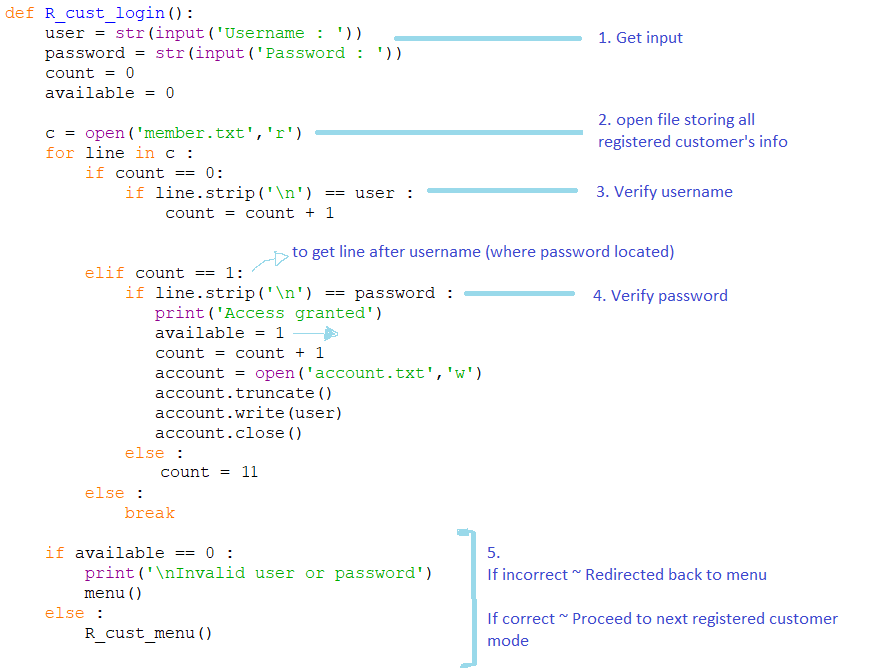 def R_cust_login():
    user = str(input('Username : '))
1. Get input
    password = str(input('Password : '))
    count = 0
    available = 0
    c = open('member.txt','r')
2. open file storing all
registered customer's info
    for line in c :
        if count == 0:
            if line.strip('\n') == user :
3. Verify username
                count = count + 1
to get line after username (where password located)
        elif count == 1:
            if line.strip('\n') == password :
4. Verify password
               print('Access granted')
               available = 1
               count = count + 1
               account = open('account.txt','w')
               account.truncate()
               account.write(user)
               account.close()
            else :
                count = 11
        else :
            break
    if available == 0 :
        print('\nInvalid user or password')
        menu()
    else :
        R_cust_menu()
5.
If incorrect ~ Redirected back to menu
If correct ~ Proceed to next registered customer
mode